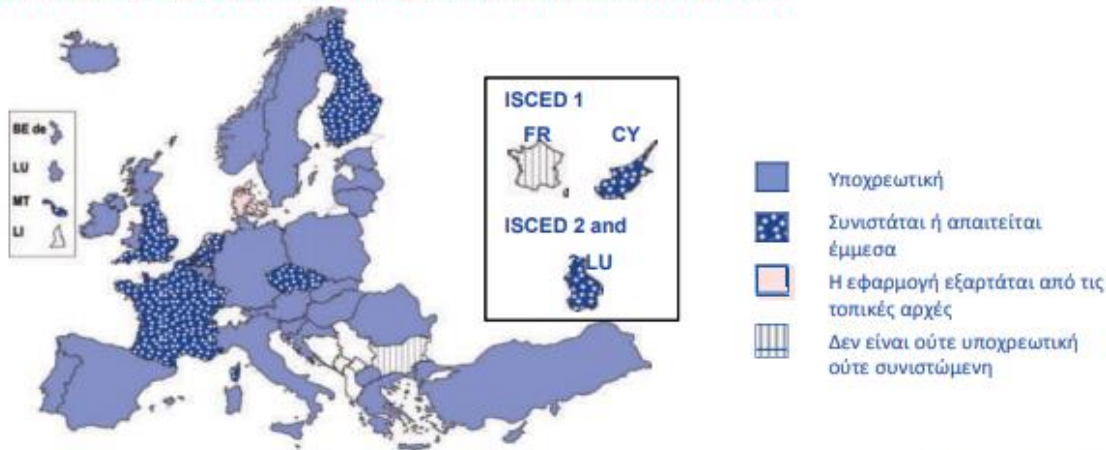 BE de
LU
MT
LI
ISCED 1
FR CY
ISCED 2 and
LU
Υποχρεωτική
Συνιστάται ή απαιτείται
έμμεσα
Η εφαρμογή εξαρτάται από τις
τοπικές αρχές
Δεν είναι ούτε υποχρεωτική
ούτε συνιστώμενη